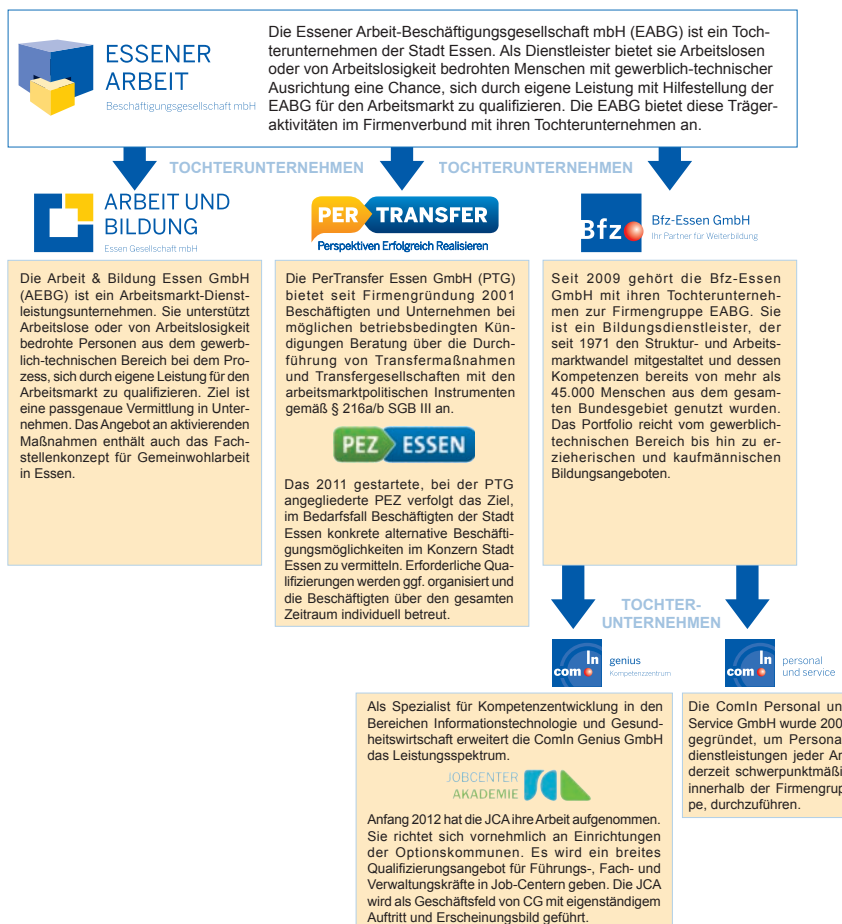 ESSENER
ARBEIT
Beschäftigungsgesellschaft mbH
Die Essener Arbeit-Beschäftigungsgesellschaft mbH (EABG) ist ein Toch-
terunternehmen der Stadt Essen. Als Dienstleister bietet sie Arbeitslosen
oder von Arbeitslosigkeit bedrohten Menschen mit gewerblich-technischer
Ausrichtung eine Chance, sich durch eigene Leistung mit Hilfestellung der
EABG für den Arbeitsmarkt zu qualifizieren. Die EABG bietet diese Träger-
aktivitäten im Firmenverbund mit ihren Tochterunternehmen an.
TOCHTERUNTERNEHMEN
TOCHTERUNTERNEHMEN
ARBEIT UND
BILDUNG
Essen Gesellschaft mbH
Die Arbeit & Bildung Essen GmbH
(AEBG) ist ein Arbeitsmarkt-Dienst-
leistungsunternehmen. Sie unterstützt
Arbeitslose oder von Arbeitslosigkeit
bedrohte Personen aus dem gewerb-
lich-technischen Bereich bei dem Pro-
zess, sich durch eigene Leistung für den
Arbeitsmarkt zu qualifizieren. Ziel ist
eine passgenaue Vermittlung in Unter-
nehmen. Das Angebot an aktivierenden
Maßnahmen enthält auch das Fach-
stellenkonzept für Gemeinwohlarbeit
in Essen.
PER TRANSFER
Perspektiven Erfolgreich Realisieren
Die PerTransfer Essen GmbH (PTG)
bietet seit Firmengründung 2001
Beschäftigten und Unternehmen bei
möglichen betriebsbedingten Kün-
digungen Beratung über die Durch-
führung von Transfermaßnahmen
und Transfergesellschaften mit den
arbeitsmarktpolitischen Instrumenten
gemäß § 216a/b SGB III an.
PEZ ESSEN
Das 2011 gestartete, bei der PTG
angegliederte PEZ verfolgt das Ziel,
im Bedarfsfall Beschäftigten der Stadt
Essen konkrete alternative Beschäfti-
gungsmöglichkeiten im Konzern Stadt
Essen zu vermitteln. Erforderliche Qua-
lifizierungen werden ggf. organisiert und
die Beschäftigten über den gesamten
Zeitraum individuell betreut.
Bfz
Bfz-Essen GmbH
Ihr Partner für Weiterbildung
Seit 2009 gehört die Bfz-Essen
GmbH mit ihren Tochterunterneh-
men zur Firmengruppe EABG. Sie
ist ein Bildungsdienstleister, der
seit 1971 den Struktur- und Arbeits-
marktwandel mitgestaltet und dessen
Kompetenzen bereits von mehr als
45.000 Menschen aus dem gesam-
ten Bundesgebiet genutzt wurden.
Das Portfolio reicht vom gewerblich-
technischen Bereich bis hin zu er-
zieherischen und kaufmännischen
Bildungsangeboten.
TOCHTER-
UNTERNEHMEN
com In
genius
Kompetenzzentrum
Als Spezialist für Kompetenzentwicklung in den
Bereichen Informationstechnologie und Gesund-
heitswirtschaft erweitert die ComIn Genius GmbH
das Leistungsspektrum.
JOBCENTER
AKADEMIE
Anfang 2012 hat die JCA ihre Arbeit aufgenommen.
Sie richtet sich vornehmlich an Einrichtungen
der Optionskommunen. Es wird ein breites
Qualifizierungsangebot für Führungs-, Fach- und
Verwaltungskräfte in Job-Centern geben. Die JCA
wird als Geschäftsfeld von CG mit eigenständigem
Auftritt und Erscheinungsbild geführt.
com In
personal
und service
Die ComIn Personal un
Service GmbH wurde 200
gegründet, um Persona
dienstleistungen jeder Ar
derzeit schwerpunktmäßi
innerhalb der Firmengrup
pe, durchzuführen.